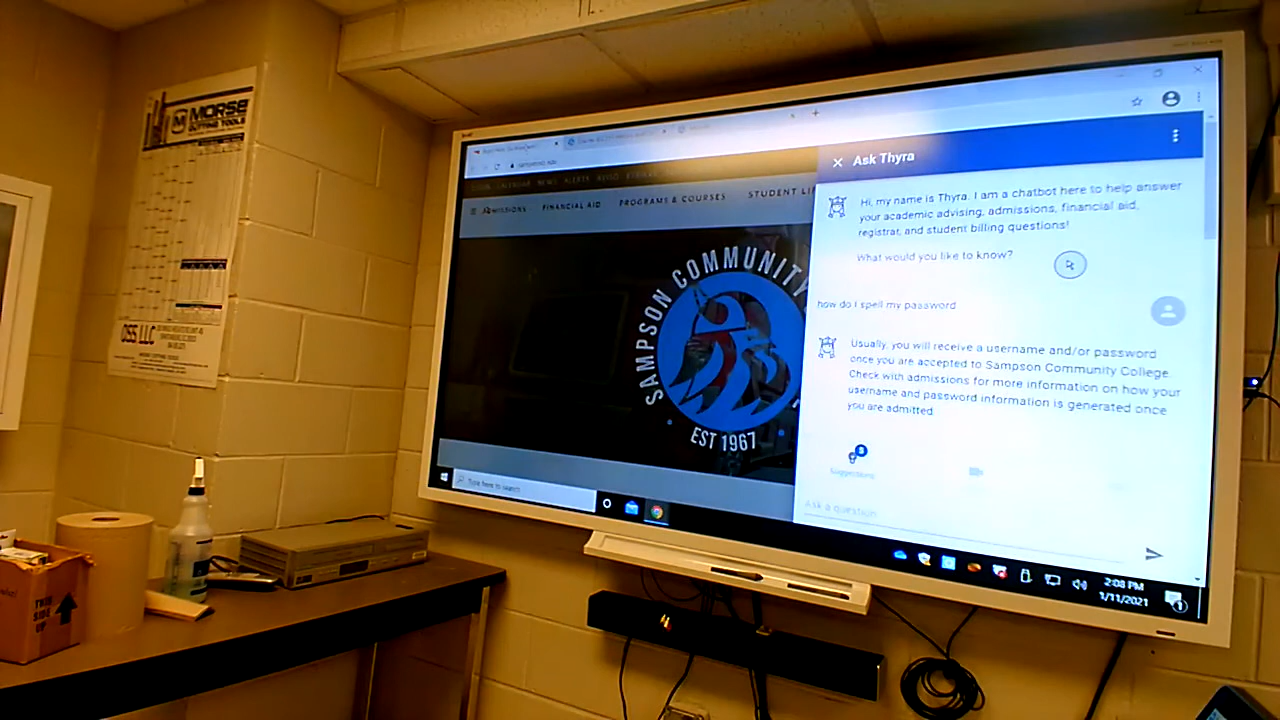 MORSE
CUTTING TOOLS
OSS LLC
THIS
SIDE
UP
CALENDAR NEWS ALERTS
ADMISSIONS FINANCIAL AID PROGRAMS & COURSES STUDENT LI
SAMPSON COMMUNITY
EST 1967
Ask Thyra
Hi, my name is Thyra. I am a chatbot here to help answer
your academic advising, admissions, financial aid,
registrar, and student billing questions!
What would you like to know?
how do I spell my password
Usually, you will receive a username and/or password
once you are accepted to Sampson Community College.
Check with admissions for more information on how your
username and password information is generated once
you are admitted.
Suggestions
Ask a question
Type here to search
2:08 PM
1/11/2021